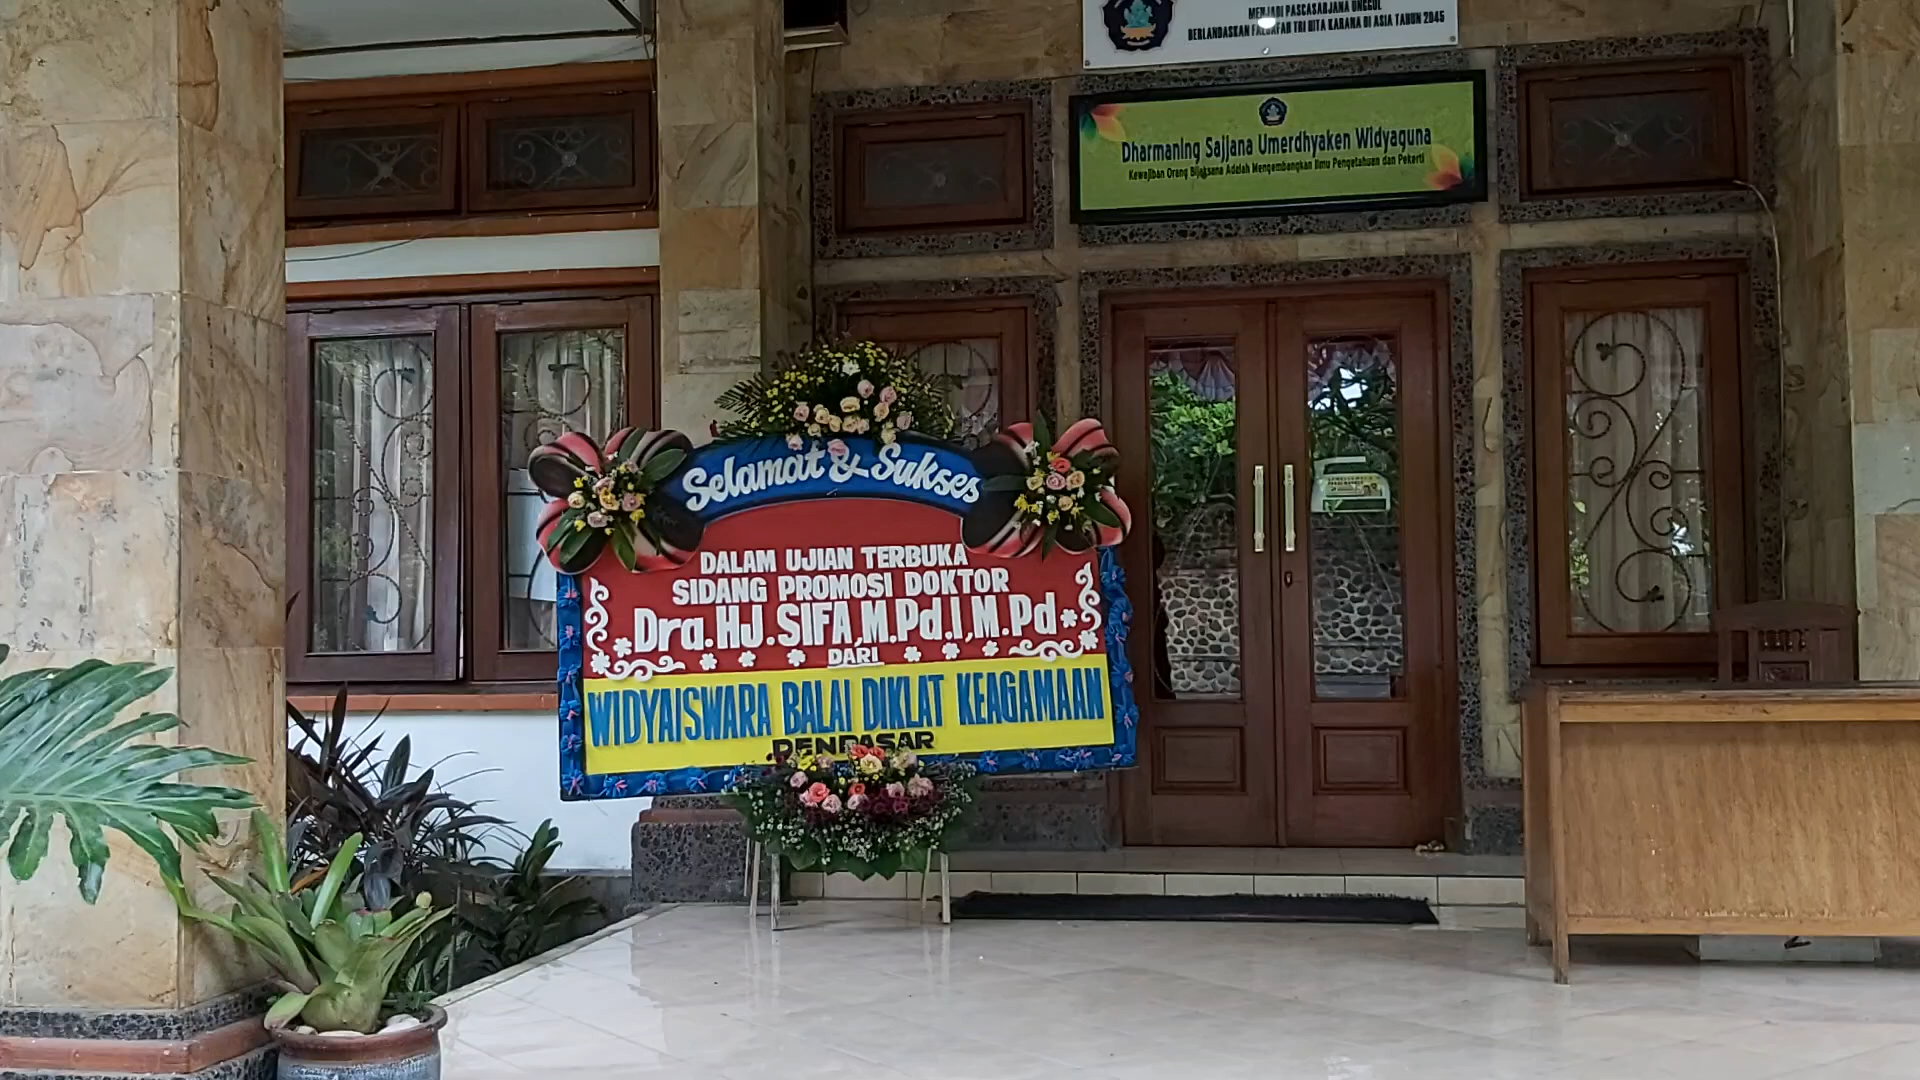 MENJADI PASCASARJANA UNGGUL
BERLANDASKAN FALSAFAH TRI HITA KARANA DI ASIA TAHUN 2045
Dharmaning Sajjana Umerdhyaken Widyaguna
Kewajiban Orang Bijaksana Adalah Mengembangkan Ilmu Pengetahuan dan Pekerti
Selamat & Sukses
DALAM UJIAN TERBUKA
SIDANG PROMOSI DOKTOR
Dra.HJ.SIFA,M.Pd.I,M.Pd
DARI
WIDYAISWARA BALAI DIKLAT KEAGAMAAN
DENPASAR